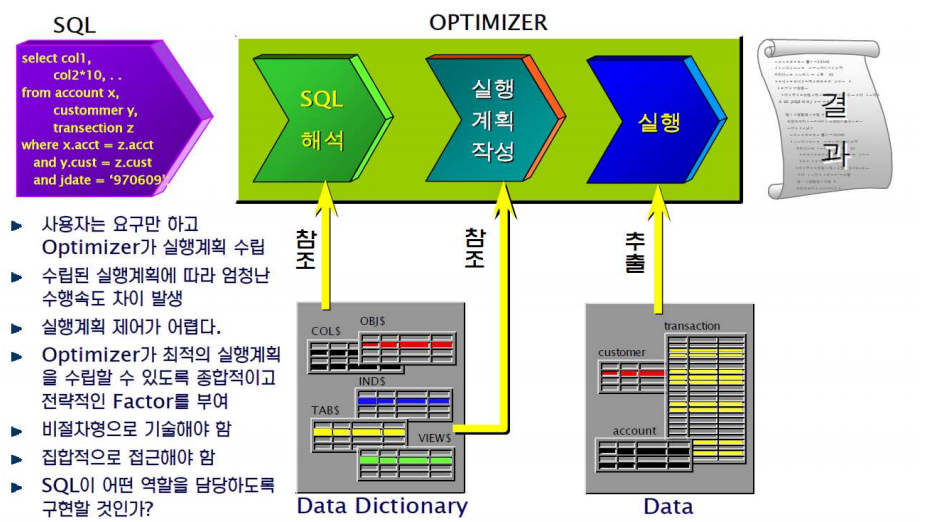 SQL
select col1,
col2*10, . .
from account x,
custommer y,
transection z
where x.acct = z.acct
and y.cust = z.cust
and jdate = '970609'
OPTIMIZER
SQL
해석
실행
계획
작성
실행
결
과
참
조
참
조
추
출
▶ 사용자는 요구만 하고
Optimizer가 실행계획 수립
▶ 수립된 실행계획에 따라 엄청난
수행속도 차이 발생
▶ 실행계획 제어가 어렵다.
▶ Optimizer가 최적의 실행계획
을 수립할 수 있도록 종합적이고
전략적인 Factor를 부여
▶ 비절차형으로 기술해야 함
▶ 집합적으로 접근해야 함
▶ SQL이 어떤 역할을 담당하도록
구현할 것인가?
COL$
OBJ$
IND$
TAB$
VIEW$
Data Dictionary
transaction
customer
account
Data